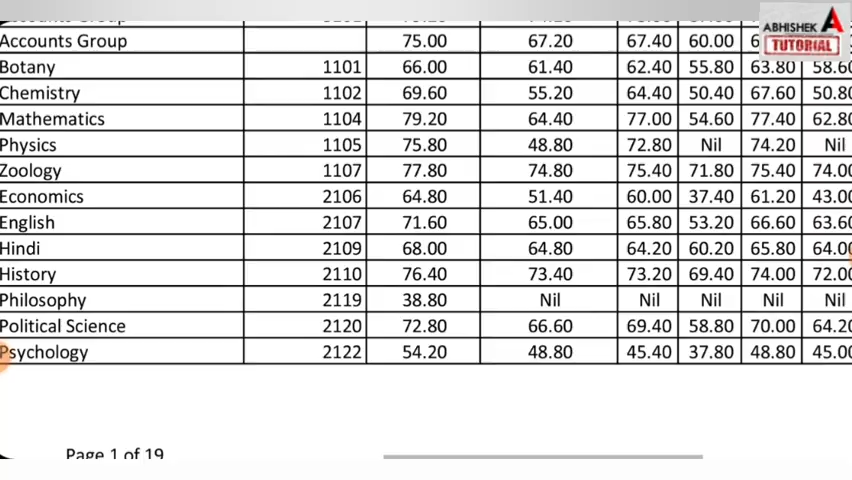 ABHISHEK A
TUTORIAL
Accounts Group 75.00 67.20 67.40 60.00
Botany 1101 66.00 61.40 62.40 55.80 63.80 58.60
Chemistry 1102 69.60 55.20 64.40 50.40 67.60 50.80
Mathematics 1104 79.20 64.40 77.00 54.60 77.40 62.80
Physics 1105 75.80 48.80 72.80 Nil 74.20 Nil
Zoology 1107 77.80 74.80 75.40 71.80 75.40 74.00
Economics 2106 64.80 51.40 60.00 37.40 61.20 43.00
English 2107 71.60 65.00 65.80 53.20 66.60 63.60
Hindi 2109 68.00 64.80 64.20 60.20 65.80 64.00
History 2110 76.40 73.40 73.20 69.40 74.00 72.00
Philosophy 2119 38.80 Nil Nil Nil Nil Nil
Political Science 2120 72.80 66.60 69.40 58.80 70.00 64.20
Psychology 2122 54.20 48.80 45.40 37.80 48.80 45.00
Page 1 of 19